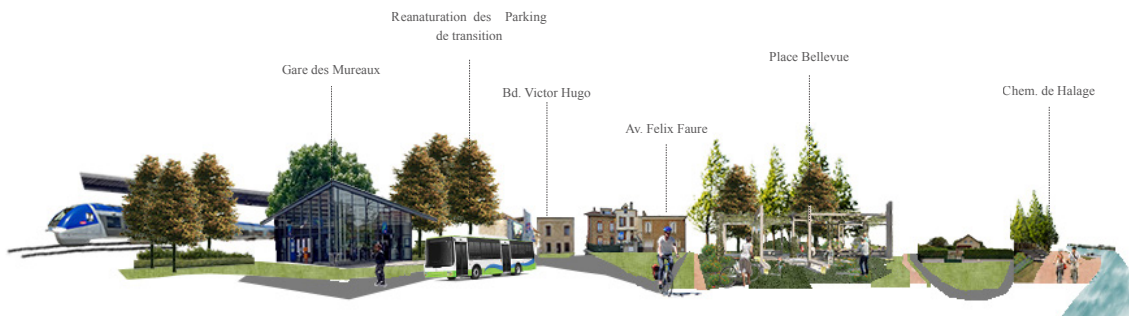 Reanaturation des Parking
de transition
Gare des Mureaux
Bd. Victor Hugo
Av. Felix Faure
Place Bellevue
Chem. de Halage